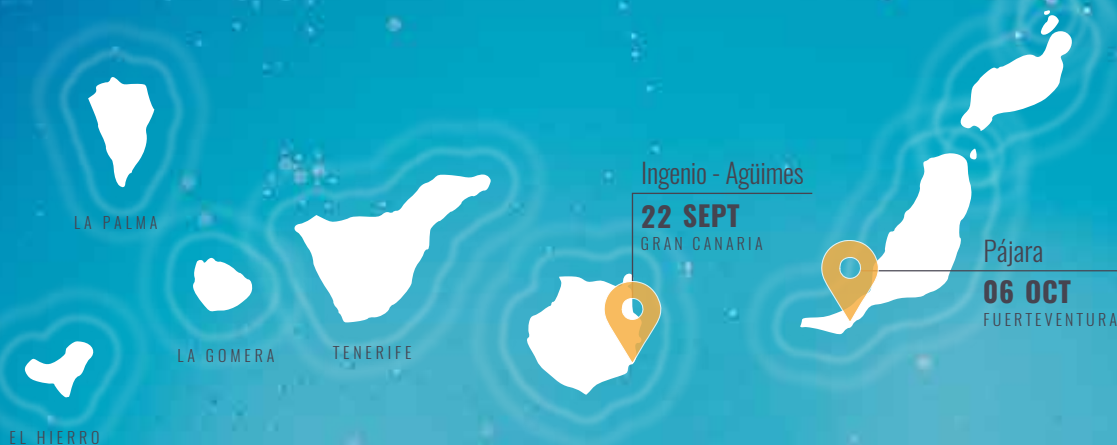 LA PALMA
LA GOMERA
TENERIFE
EL HIERRO
Ingenio - Agüimes
22 SEPT
GRAN CANARIA
Pájara
06 OCT
FUERTEVENTURA